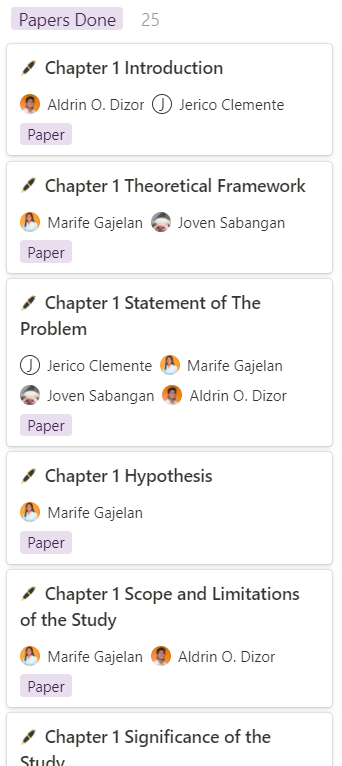 Papers Done 25
Chapter 1 Introduction
Aldrin O. Dizor J Jerico Clemente
Paper
Chapter 1 Theoretical Framework
Marife Gajelan Joven Sabangan
Paper
Chapter 1 Statement of The
Problem
J Jerico Clemente Marife Gajelan
Joven Sabangan Aldrin O. Dizor
Paper
Chapter 1 Hypothesis
Marife Gajelan
Paper
Chapter 1 Scope and Limitations
of the Study
Marife Gajelan Aldrin O. Dizor
Paper
Chapter 1 Significance of the
Study